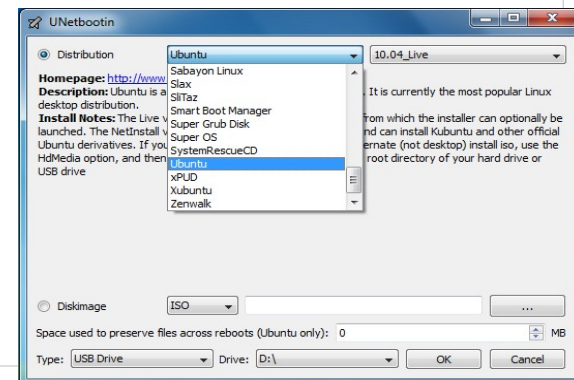 UNetbootin
Distribution
Ubuntu
10.04_Live
Sabayon Linux
Slax
SliTaz
Smart Boot Manager
Super Grub Disk
Super OS
SystemRescueCD
Ubuntu
xPUD
Xubuntu
Zenwalk
Homepage: http://www
Description: Ubuntu is a . It is currently the most popular Linux
desktop distribution.
Install Notes: The Live v from which the installer can optionally be
launched. The NetInstall v nd can install Kubuntu and other official
Ubuntu derivatives. If you ernate (not desktop) install iso, use the
HdMedia option, and then root directory of your hard drive or
USB drive
Diskimage
ISO
...
Space used to preserve files across reboots (Ubuntu only): 0 MB
Type: USB Drive Drive: D:\ OK Cancel